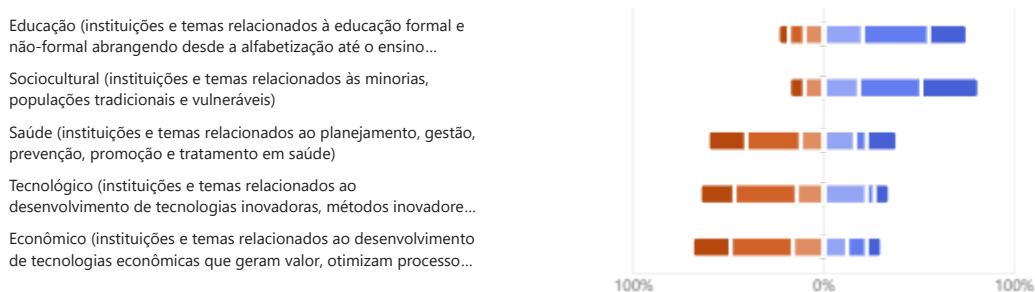 Educação (instituições e temas relacionados à educação formal e
não-formal abrangendo desde a alfabetização até o ensino...
Sociocultural (instituições e temas relacionados às minorias,
populações tradicionais e vulneráveis)
Saúde (instituições e temas relacionados ao planejamento, gestão,
prevenção, promoção e tratamento em saúde)
Tecnológico (instituições e temas relacionados ao
desenvolvimento de tecnologias inovadoras, métodos inovadore...
Econômico (instituições e temas relacionados ao desenvolvimento
de tecnologias econômicas que geram valor, otimizam processo...
100% 0% 100%